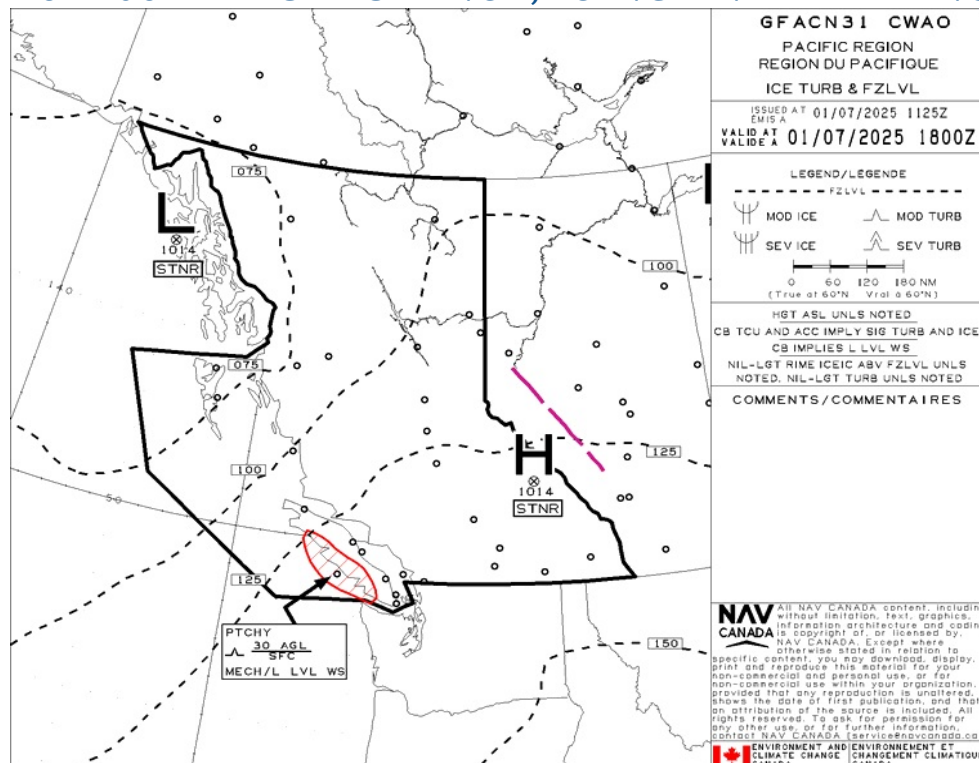 GFACN31 CWAO
PACIFIC REGION
REGION DU PACIFIQUE
ICE TURB & FZLVL
ISSUED AT
EMIS A
01/07/2025 1125Z
VALID AT
VALIDE A
01/07/2025 1800Z
LEGEND/LÉGENDE
FZLVL
MOD ICE
MOD TURB
SEV ICE
SEV TURB
0 60 120 180 NM
(True at 60°N Vrai à 60°N)
HGT ASL UNLS NOTED
CB TCU AND ACC IMPLY SIG TURB AND ICE
CB IMPLIES L LVL WS
NIL-LGT RIME ICEIC ABV FZLVL UNLS
NOTED. NIL-LGT TURB UNLS NOTED
COMMENTS/COMMENTAIRES
NAV
CANADA
All NAV CANADA content, includin
without limitation, text, graphics,
information architecture and codin
is copyright of, or licensed by,
NAV CANADA. Except where
otherwise stated in relation to
specific content, you may download, display,
print and reproduce this material for your
non-commercial and personal use, or for
non-commercial use within your organization,
provided that any reproduction is unaltered,
shows the date of first publication, and that
an attribution of the source is included. All
rights reserved. To ask for permission for
any other use, or for further information,
contact NAV CANADA [service@navcanada.ca
ENVIRONMENT AND
CLIMATE CHANGE
CANADA
ENVIRONNEMENT ET
CHANGEMENT CLIMATIQU
CANADA
075
L
1014
STNR
100
140
075
125
H
1014
STNR
100
50
125
150
PTCHY
30 AGL
SFC
MECH/L LVL WS